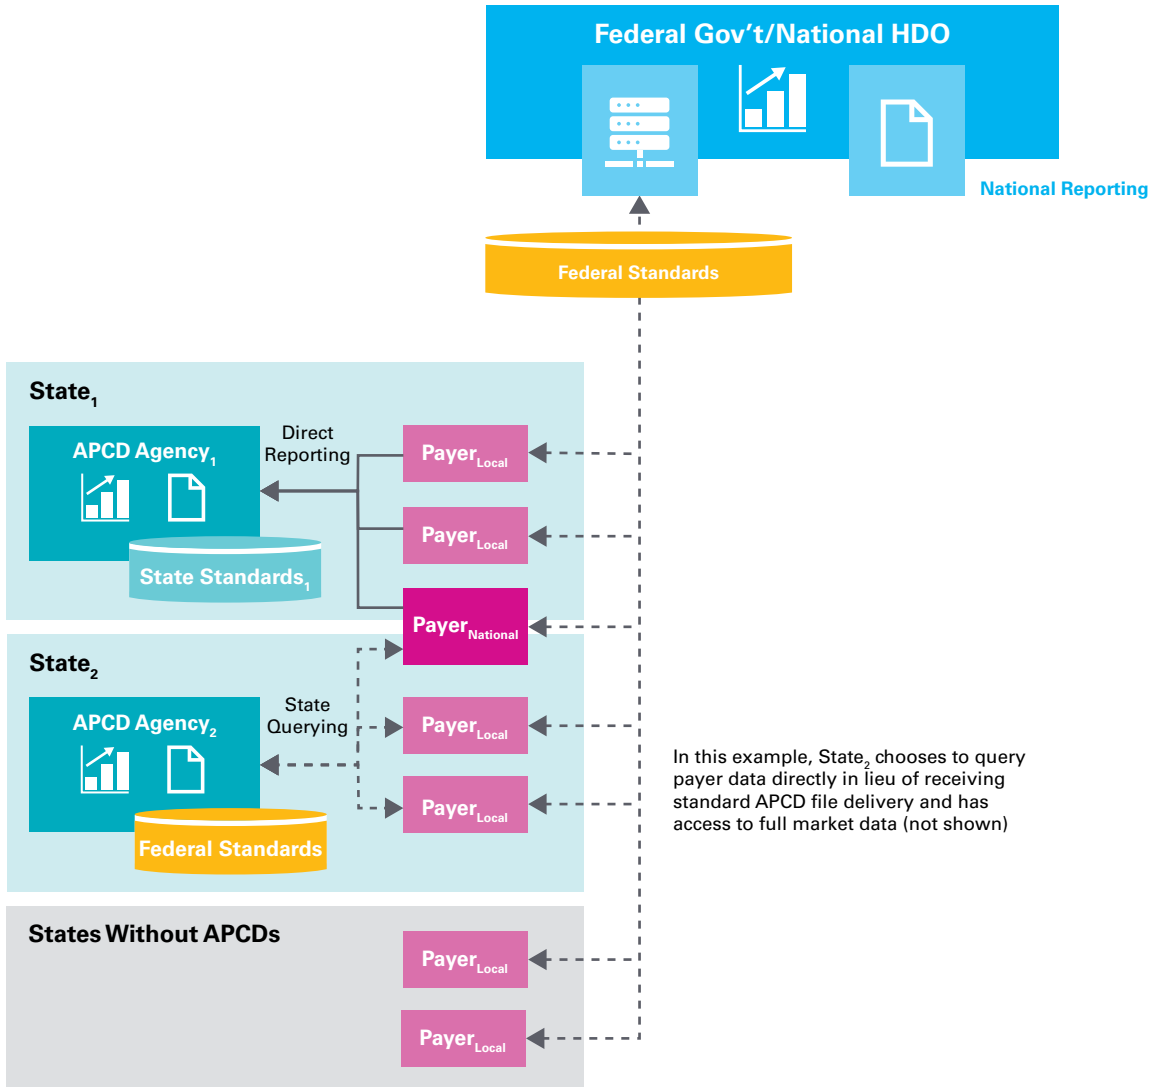 Federal Gov't/National HDO
National Reporting
Federal Standards
State1
APCD Agency1
State Standards1
Direct
Reporting
PayerLocal
PayerLocal
PayerNational
State2
APCD Agency2
Federal Standards
State
Querying
PayerLocal
PayerLocal
In this example, State2 chooses to query
payer data directly in lieu of receiving
standard APCD file delivery and has
access to full market data (not shown)
States Without APCDs
PayerLocal
PayerLocal